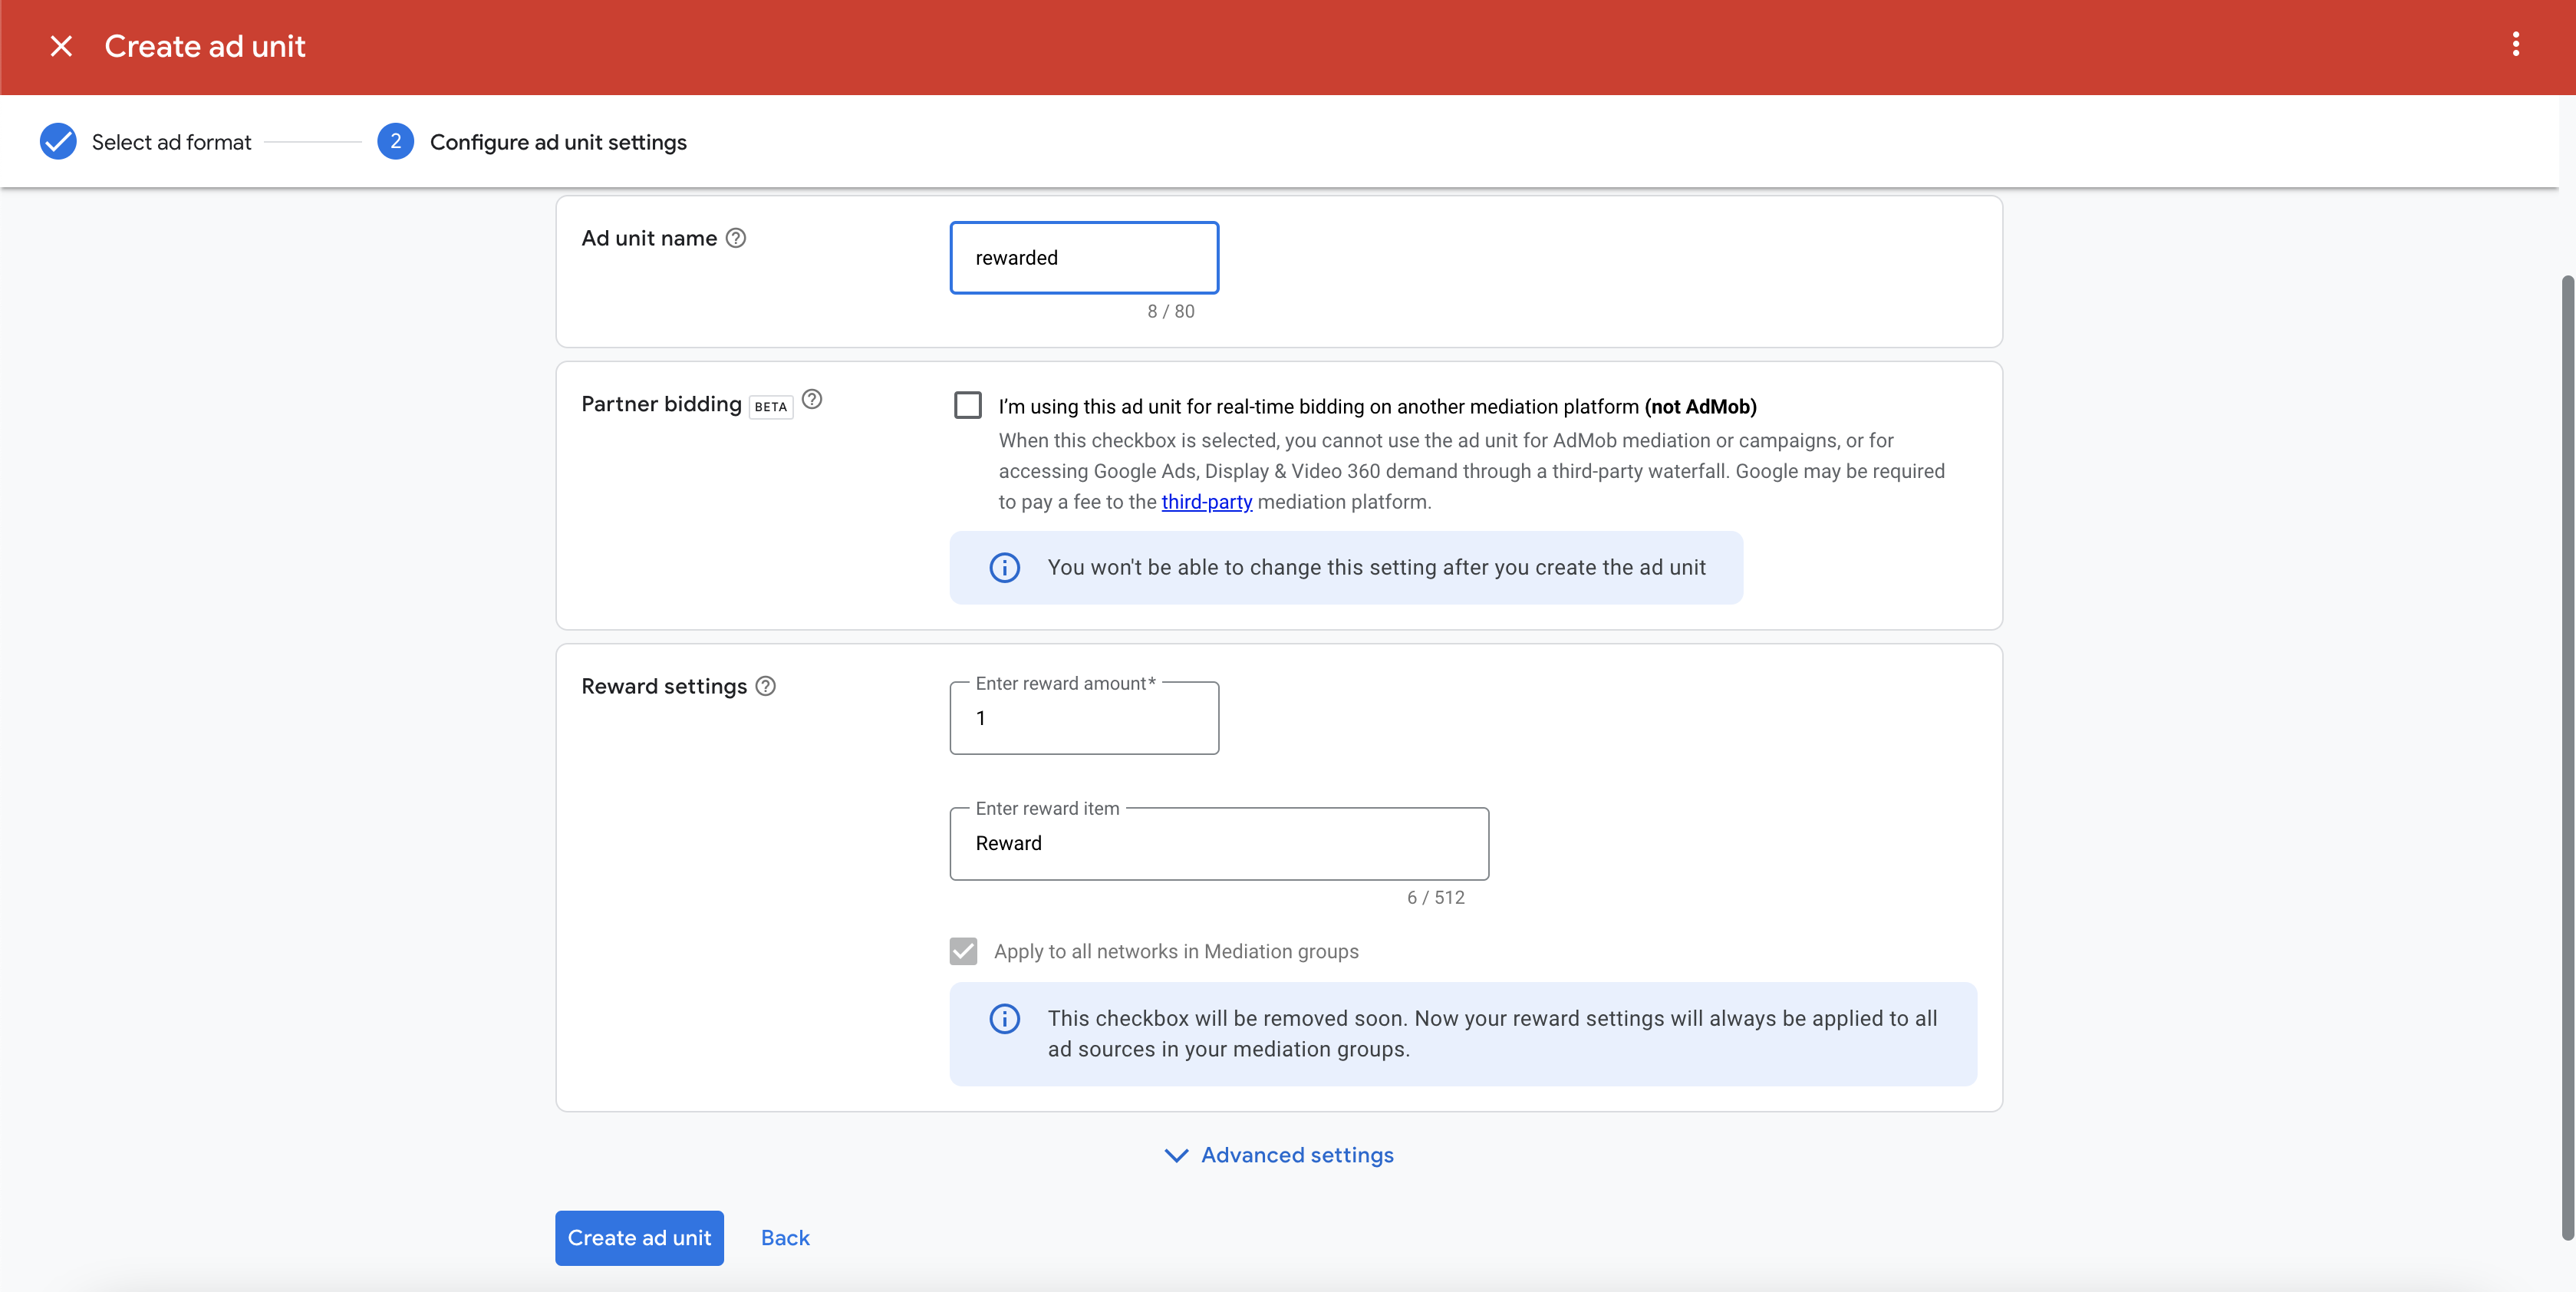 Create ad unit
Select ad format
2
Configure ad unit settings
Ad unit name
rewarded
8 / 80
Partner bidding BETA
I’m using this ad unit for real-time bidding on another mediation platform (not AdMob)
When this checkbox is selected, you cannot use the ad unit for AdMob mediation or campaigns, or for
accessing Google Ads, Display & Video 360 demand through a third-party waterfall. Google may be required
to pay a fee to the third-party mediation platform.
You won't be able to change this setting after you create the ad unit
Reward settings
Enter reward amount*
1
Enter reward item
Reward
6 / 512
Apply to all networks in Mediation groups
This checkbox will be removed soon. Now your reward settings will always be applied to all
ad sources in your mediation groups.
Advanced settings
Create ad unit
Back